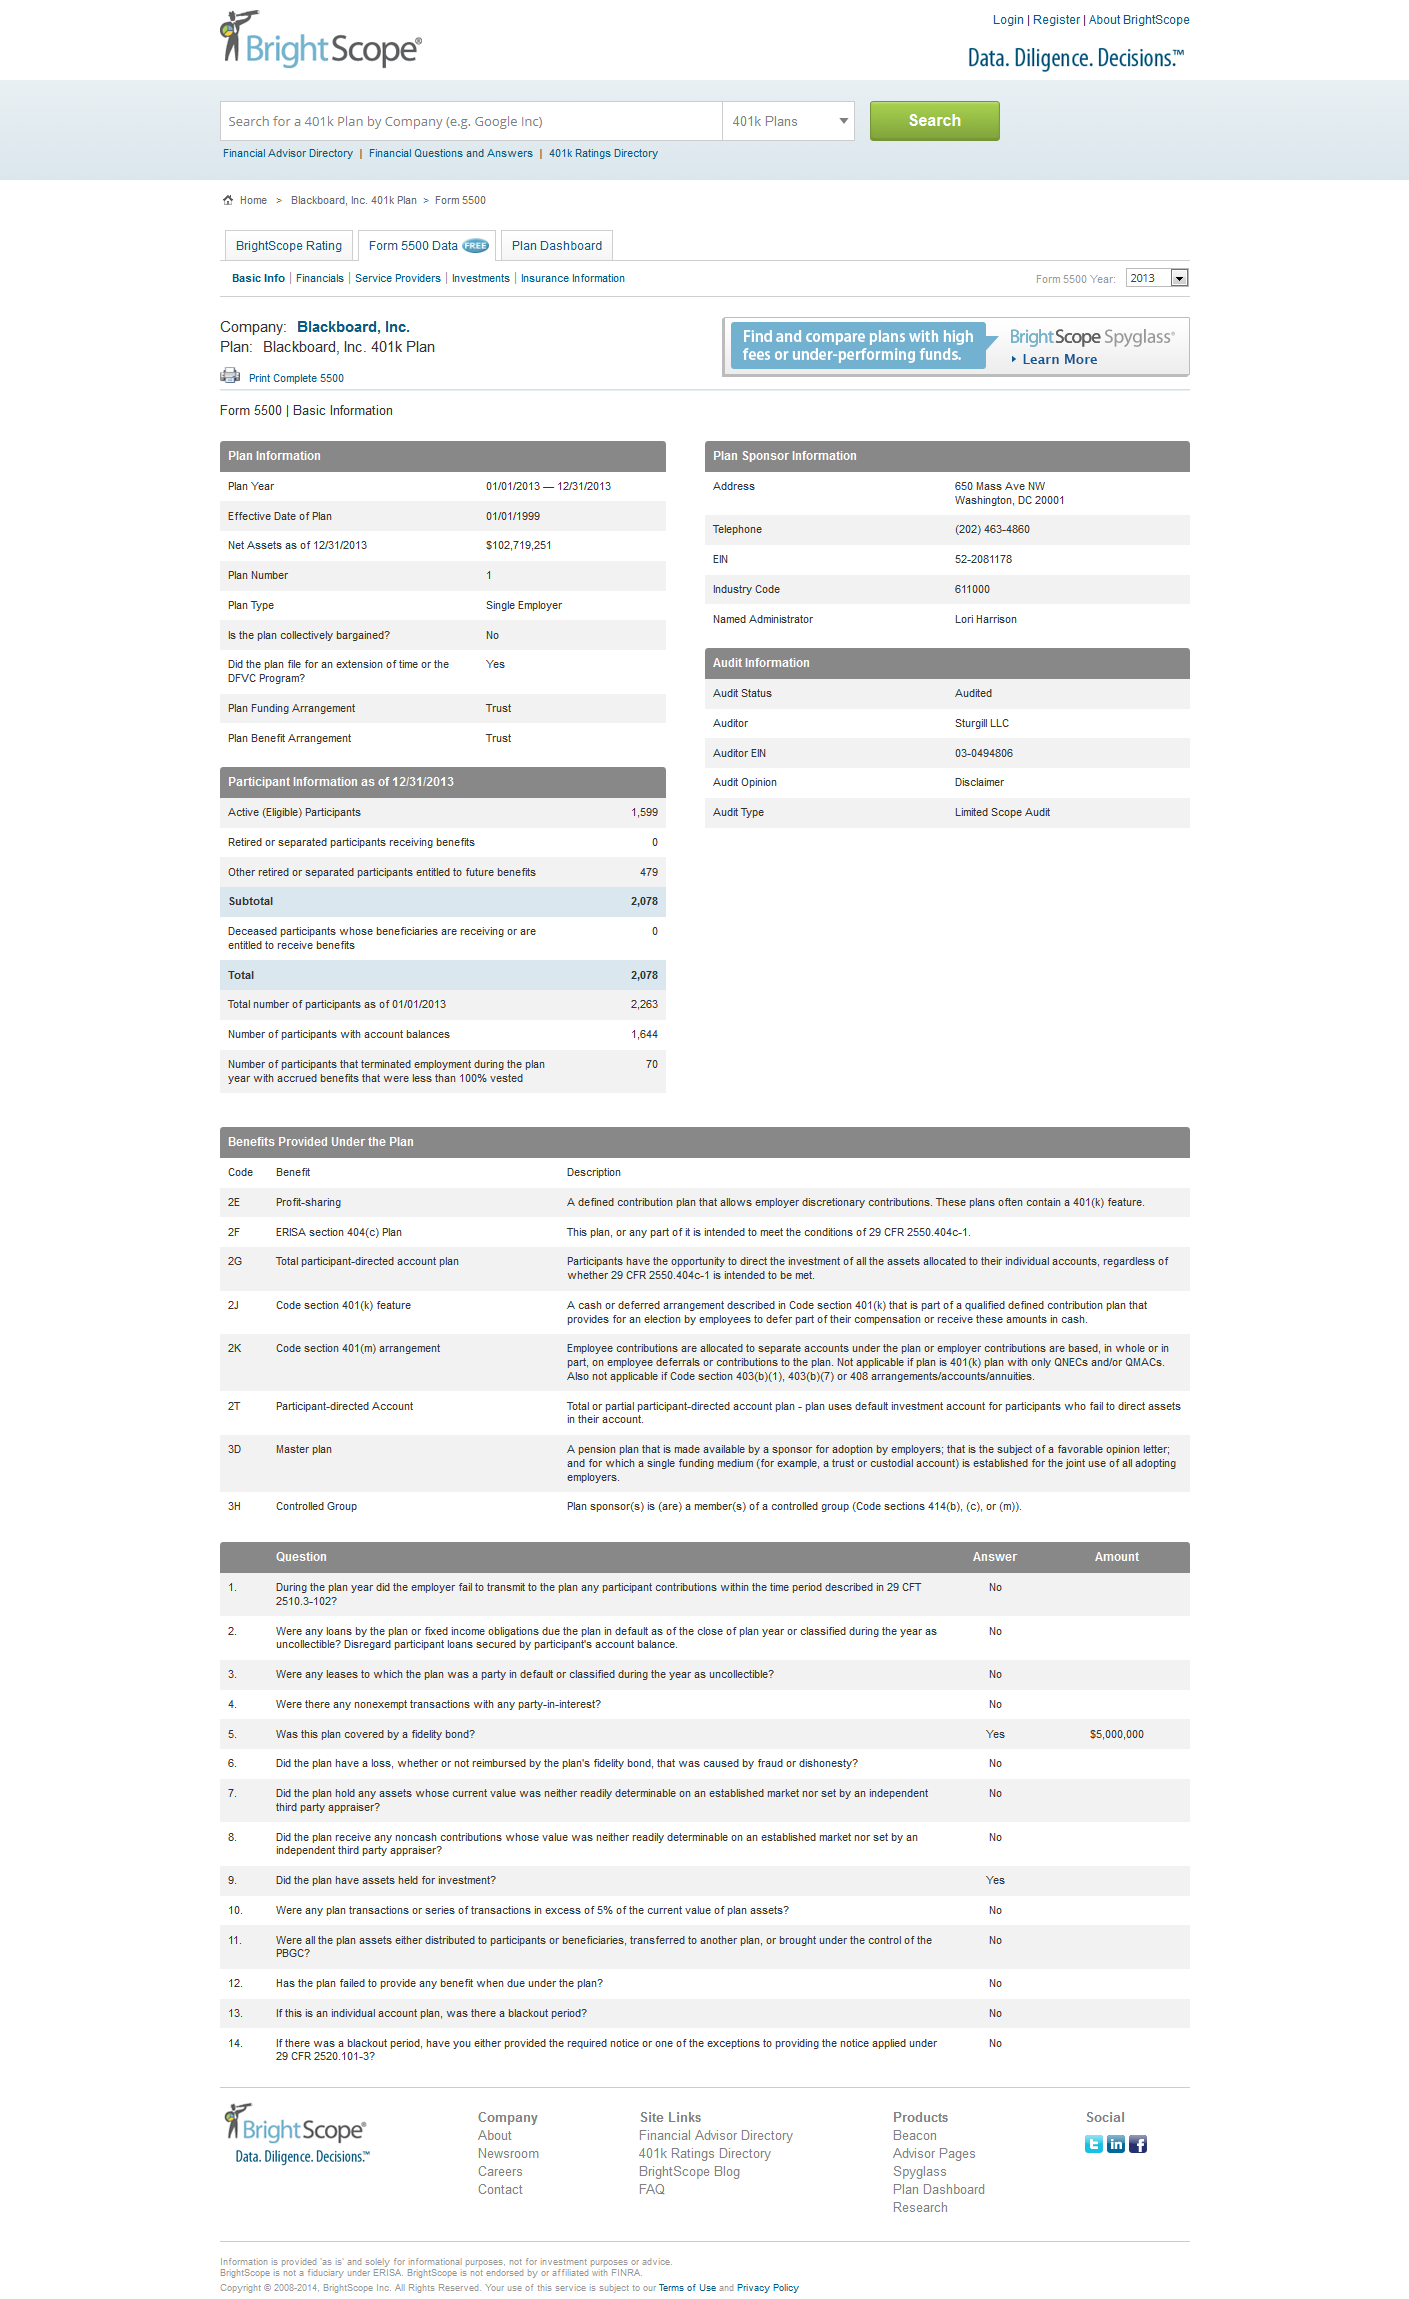 Login | Register | About BrightScope
BrightScope®
Data. Diligence. Decisions.™
Search for a 401k Plan by Company (e.g. Google Inc) 401k Plans Search
Financial Advisor Directory | Financial Questions and Answers | 401k Ratings Directory
Home > Blackboard, Inc. 401k Plan > Form 5500
BrightScope Rating Form 5500 Data FREE Plan Dashboard
Basic Info | Financials | Service Providers | Investments | Insurance Information Form 5500 Year: 2013
Company: Blackboard, Inc.
Plan: Blackboard, Inc. 401k Plan
Print Complete 5500
Find and compare plans with high
fees or under-performing funds.
BrightScope Spyglass®
Learn More
Form 5500 | Basic Information
Plan Information
Plan Year 01/01/2013 — 12/31/2013
Effective Date of Plan 01/01/1999
Net Assets as of 12/31/2013 $102,719,251
Plan Number 1
Plan Type Single Employer
Is the plan collectively bargained? No
Did the plan file for an extension of time or the Yes
DFVC Program?
Plan Funding Arrangement Trust
Plan Benefit Arrangement Trust
Participant Information as of 12/31/2013
Active (Eligible) Participants 1,599
Retired or separated participants receiving benefits 0
Other retired or separated participants entitled to future benefits 479
Subtotal 2,078
Deceased participants whose beneficiaries are receiving or are 0
entitled to receive benefits
Total 2,078
Total number of participants as of 01/01/2013 2,263
Number of participants with account balances 1,644
Number of participants that terminated employment during the plan 70
year with accrued benefits that were less than 100% vested
Plan Sponsor Information
Address 650 Mass Ave NW
Washington, DC 20001
Telephone (202) 463-4860
EIN 52-2081178
Industry Code 611000
Named Administrator Lori Harrison
Audit Information
Audit Status Audited
Auditor Sturgill LLC
Auditor EIN 03-0494806
Audit Opinion Disclaimer
Audit Type Limited Scope Audit
Benefits Provided Under the Plan
Code Benefit Description
2E Profit-sharing A defined contribution plan that allows employer discretionary contributions. These plans often contain a 401(k) feature.
2F ERISA section 404(c) Plan This plan, or any part of it is intended to meet the conditions of 29 CFR 2550.404c-1.
2G Total participant-directed account plan Participants have the opportunity to direct the investment of all the assets allocated to their individual accounts, regardless of
whether 29 CFR 2550.404c-1 is intended to be met.
2J Code section 401(k) feature A cash or deferred arrangement described in Code section 401(k) that is part of a qualified defined contribution plan that
provides for an election by employees to defer part of their compensation or receive these amounts in cash.
2K Code section 401(m) arrangement Employee contributions are allocated to separate accounts under the plan or employer contributions are based, in whole or in
part, on employee deferrals or contributions to the plan. Not applicable if plan is 401(k) plan with only QNECs and/or QMACs.
Also not applicable if Code section 403(b)(1), 403(b)(7) or 408 arrangements/accounts/annuities.
2T Participant-directed Account Total or partial participant-directed account plan - plan uses default investment account for participants who fail to direct assets
in their account.
3D Master plan A pension plan that is made available by a sponsor for adoption by employers; that is the subject of a favorable opinion letter;
and for which a single funding medium (for example, a trust or custodial account) is established for the joint use of all adopting
employers.
3H Controlled Group Plan sponsor(s) is (are) a member(s) of a controlled group (Code sections 414(b), (c), or (m)).
Question Answer Amount
1. During the plan year did the employer fail to transmit to the plan any participant contributions within the time period described in 29 CFT No
2510.3-102?
2. Were any loans by the plan or fixed income obligations due the plan in default as of the close of plan year or classified during the year as No
uncollectible? Disregard participant loans secured by participant's account balance.
3. Were any leases to which the plan was a party in default or classified during the year as uncollectible? No
4. Were there any nonexempt transactions with any party-in-interest? No
5. Was this plan covered by a fidelity bond? Yes $5,000,000
6. Did the plan have a loss, whether or not reimbursed by the plan's fidelity bond, that was caused by fraud or dishonesty? No
7. Did the plan hold any assets whose current value was neither readily determinable on an established market nor set by an independent No
third party appraiser?
8. Did the plan receive any noncash contributions whose value was neither readily determinable on an established market nor set by an No
independent third party appraiser?
9. Did the plan have assets held for investment? Yes
10. Were any plan transactions or series of transactions in excess of 5% of the current value of plan assets? No
11. Were all the plan assets either distributed to participants or beneficiaries, transferred to another plan, or brought under the control of the No
PBGC?
12. Has the plan failed to provide any benefit when due under the plan? No
13. If this is an individual account plan, was there a blackout period? No
14. If there was a blackout period, have you either provided the required notice or one of the exceptions to providing the notice applied under No
29 CFR 2520.101-3?
BrightScope®
Data. Diligence. Decisions.™
Company
About
Newsroom
Careers
Contact
Site Links
Financial Advisor Directory
401k Ratings Directory
BrightScope Blog
FAQ
Products
Beacon
Advisor Pages
Spyglass
Plan Dashboard
Research
Social
t in f
Information is provided 'as is' and solely for informational purposes, not for investment purposes or advice.
BrightScope is not a fiduciary under ERISA. BrightScope is not endorsed by or affiliated with FINRA.
Copyright © 2008-2014, BrightScope Inc. All Rights Reserved. Your use of this service is subject to our Terms of Use and Privacy Policy